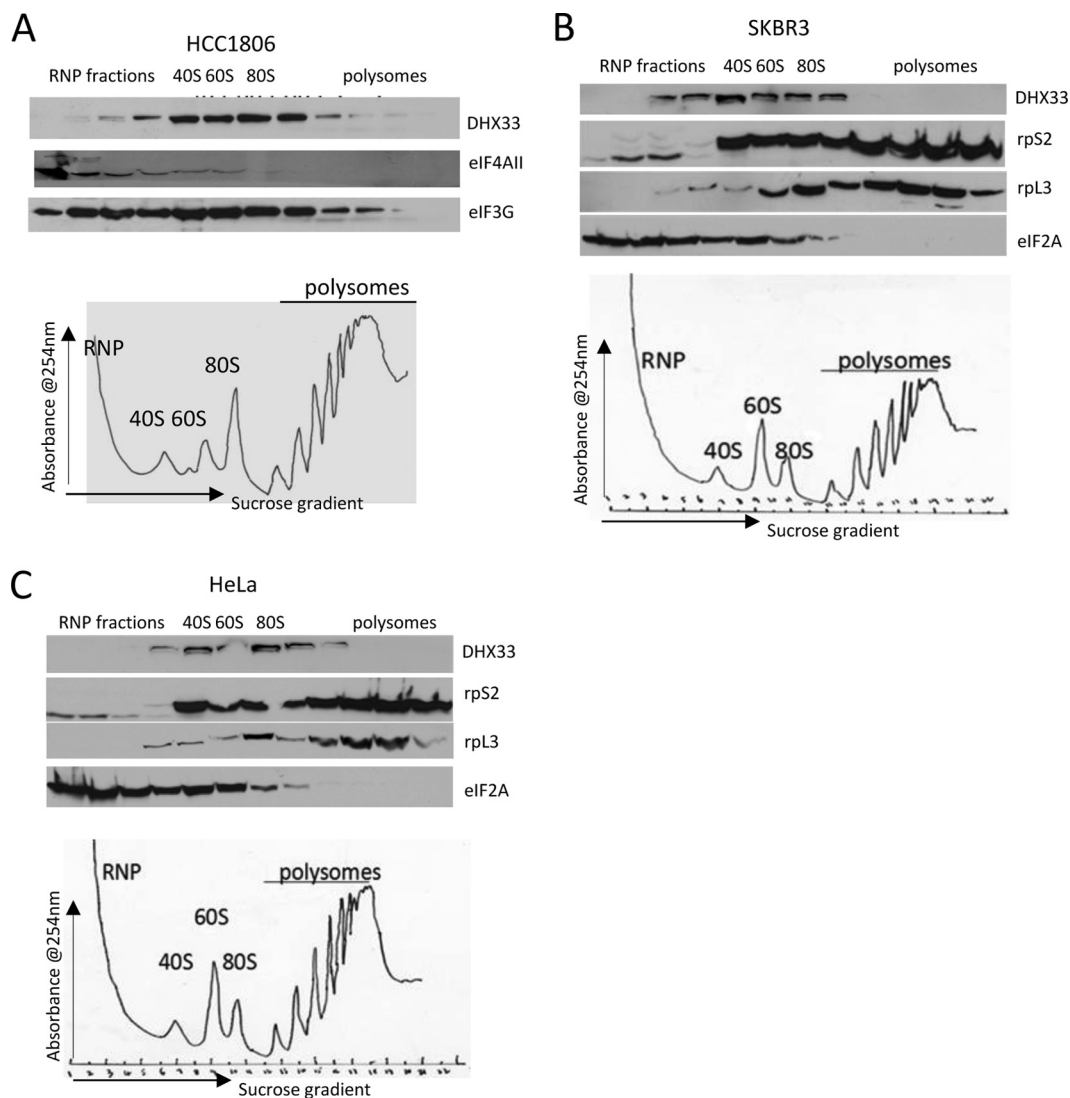 A
HCC1806
RNP fractions 40S 60S 80S polysomes
DHX33
eIF4AII
eIF3G
polysomes
RNP
80S
40S 60S
Absorbance @254nm
Sucrose gradient
B
SKBR3
RNP fractions 40S 60S 80S polysomes
DHX33
rpS2
rpL3
eIF2A
RNP
polysomes
60S
40S
80S
Absorbance @254nm
Sucrose gradient
C
HeLa
RNP fractions 40S 60S 80S polysomes
DHX33
rpS2
rpL3
eIF2A
RNP
polysomes
60S
40S 80S
Absorbance @254nm
Sucrose gradient